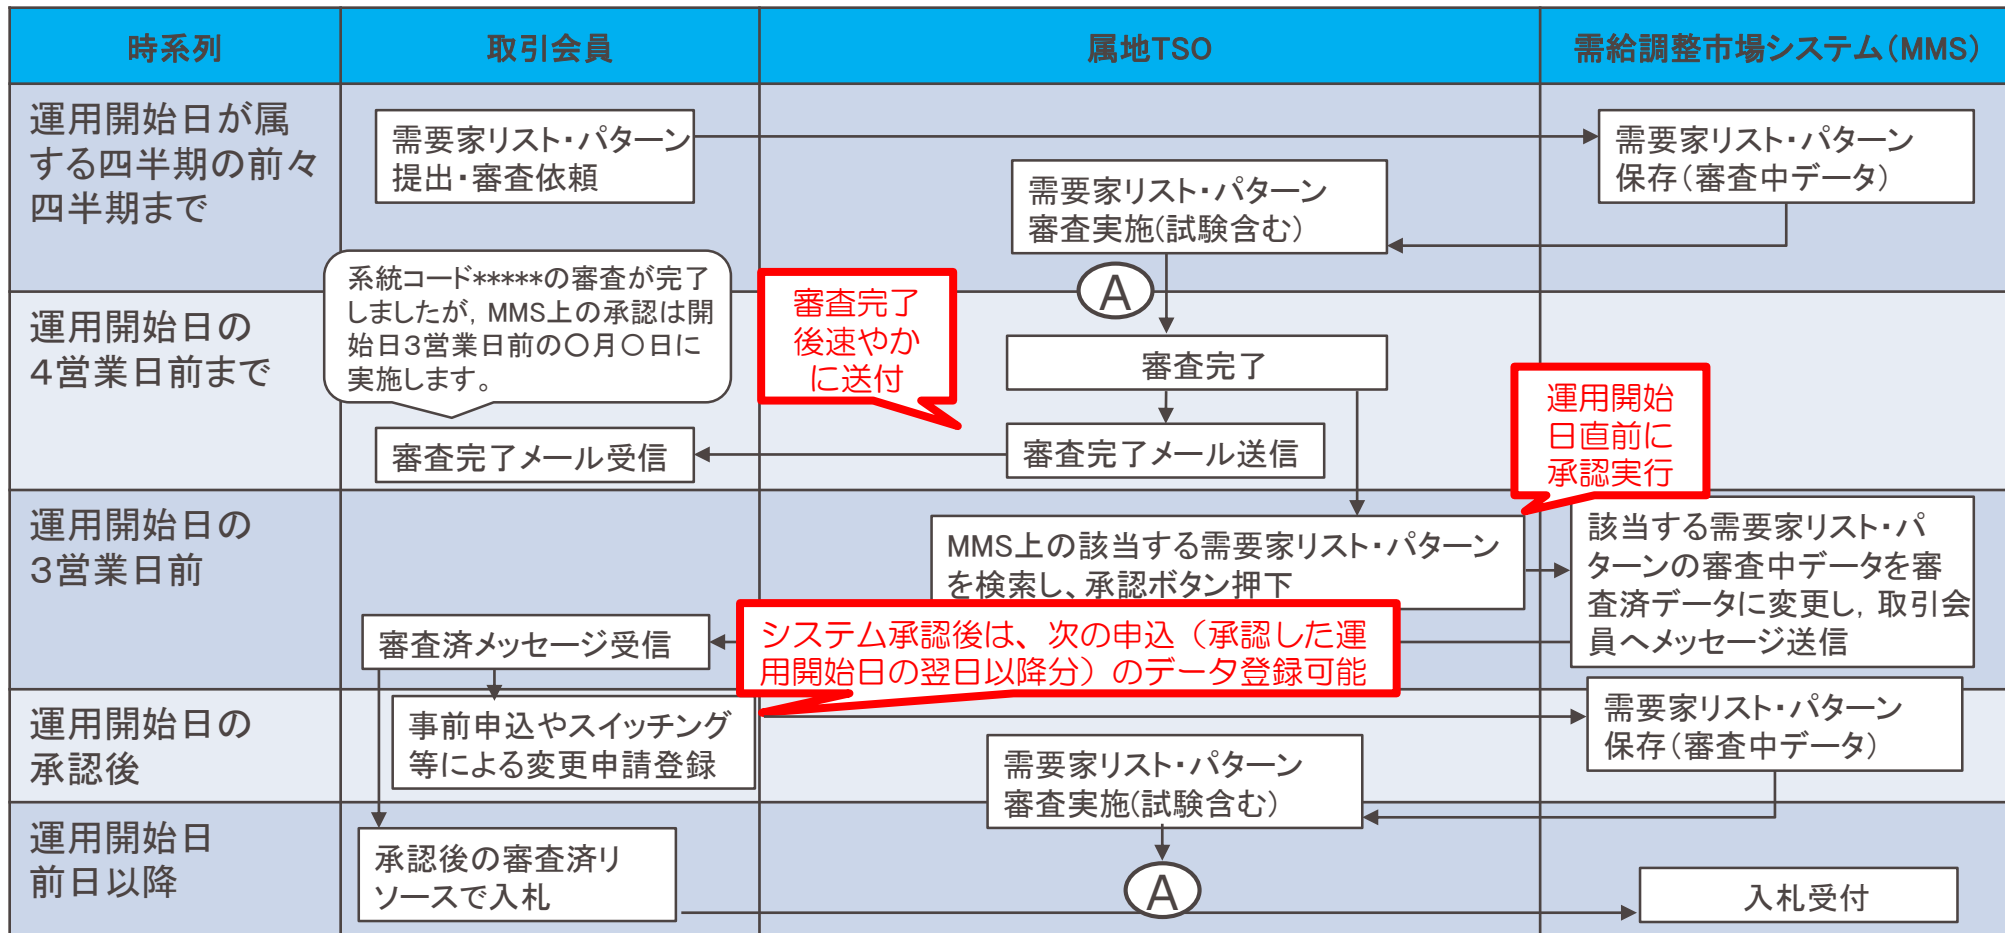 時系列
取引会員
属地TSO
需給調整市場システム(MMS)
運用開始日が属
する四半期の前々
四半期まで
需要家リスト・パターン
提出・審査依頼
需要家リスト・パターン
審査実施(試験含む)
需要家リスト・パターン
保存(審査中データ)
A
運用開始日の
4営業日前まで
系統コード*****の審査が完了
しましたが, MMS上の承認は開
始日3営業日前の〇月〇日に
実施します。
審査完了
後速やか
に送付
審査完了
審査完了メール受信
審査完了メール送信
運用開始
日直前に
承認実行
運用開始日の
3営業日前
MMS上の該当する需要家リスト・パターン
を検索し、承認ボタン押下
該当する需要家リスト・パ
ターンの審査中データを審
査済データに変更し, 取引会
員へメッセージ送信
審査済メッセージ受信
システム承認後は、次の申込（承認した運
用開始日の翌日以降分）のデータ登録可能
運用開始日の
承認後
事前申込やスイッチング
等による変更申請登録
需要家リスト・パターン
審査実施(試験含む)
需要家リスト・パターン
保存(審査中データ)
運用開始日
前日以降
承認後の審査済リ
ソースで入札
A
入札受付